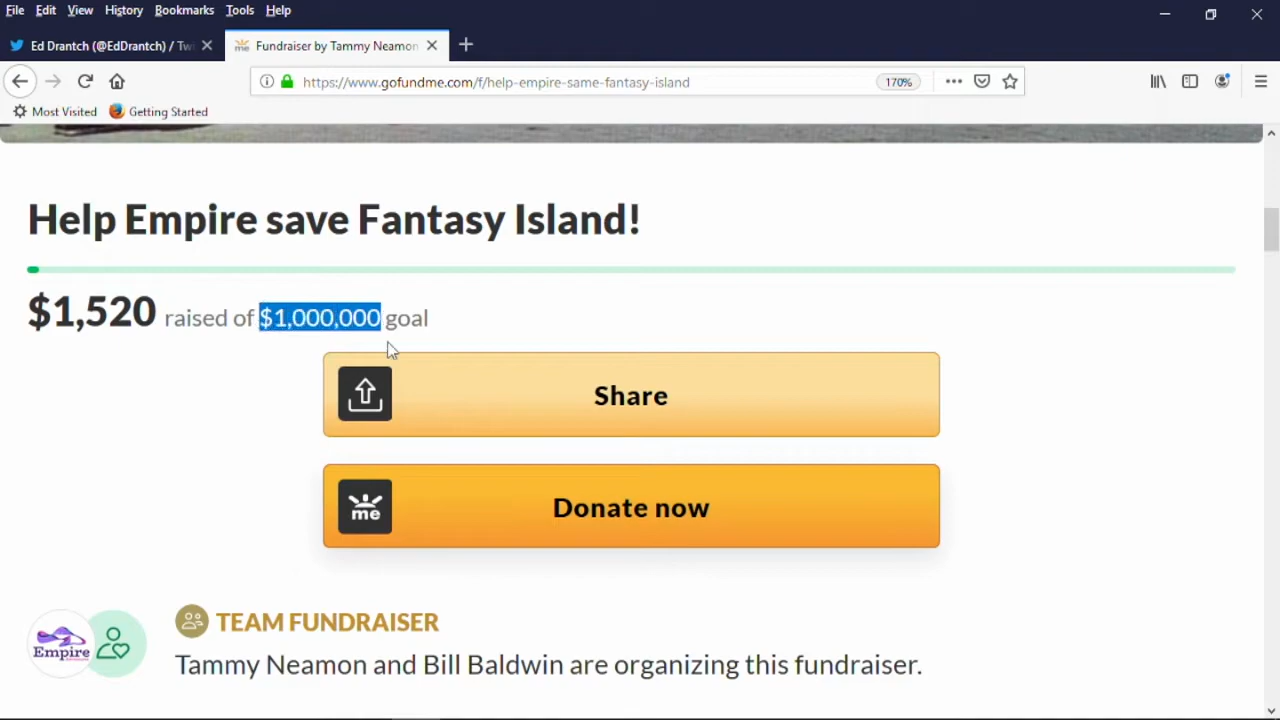 File Edit View History Bookmarks Tools Help
Ed Drantch (@EdDrantch) / Tw
me Fundraiser by Tammy Neamon
https://www.gofundme.com/f/help-empire-same-fantasy-island 170%
Most Visited Getting Started
Help Empire save Fantasy Island!
$1,520 raised of $1,000,000 goal
Share
me Donate now
TEAM FUNDRAISER
Empire
Tammy Neamon and Bill Baldwin are organizing this fundraiser.